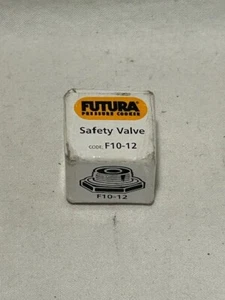 FUTURA
PRESSURE COOKER
Safety Valve
CODE: F10-12
F10-12